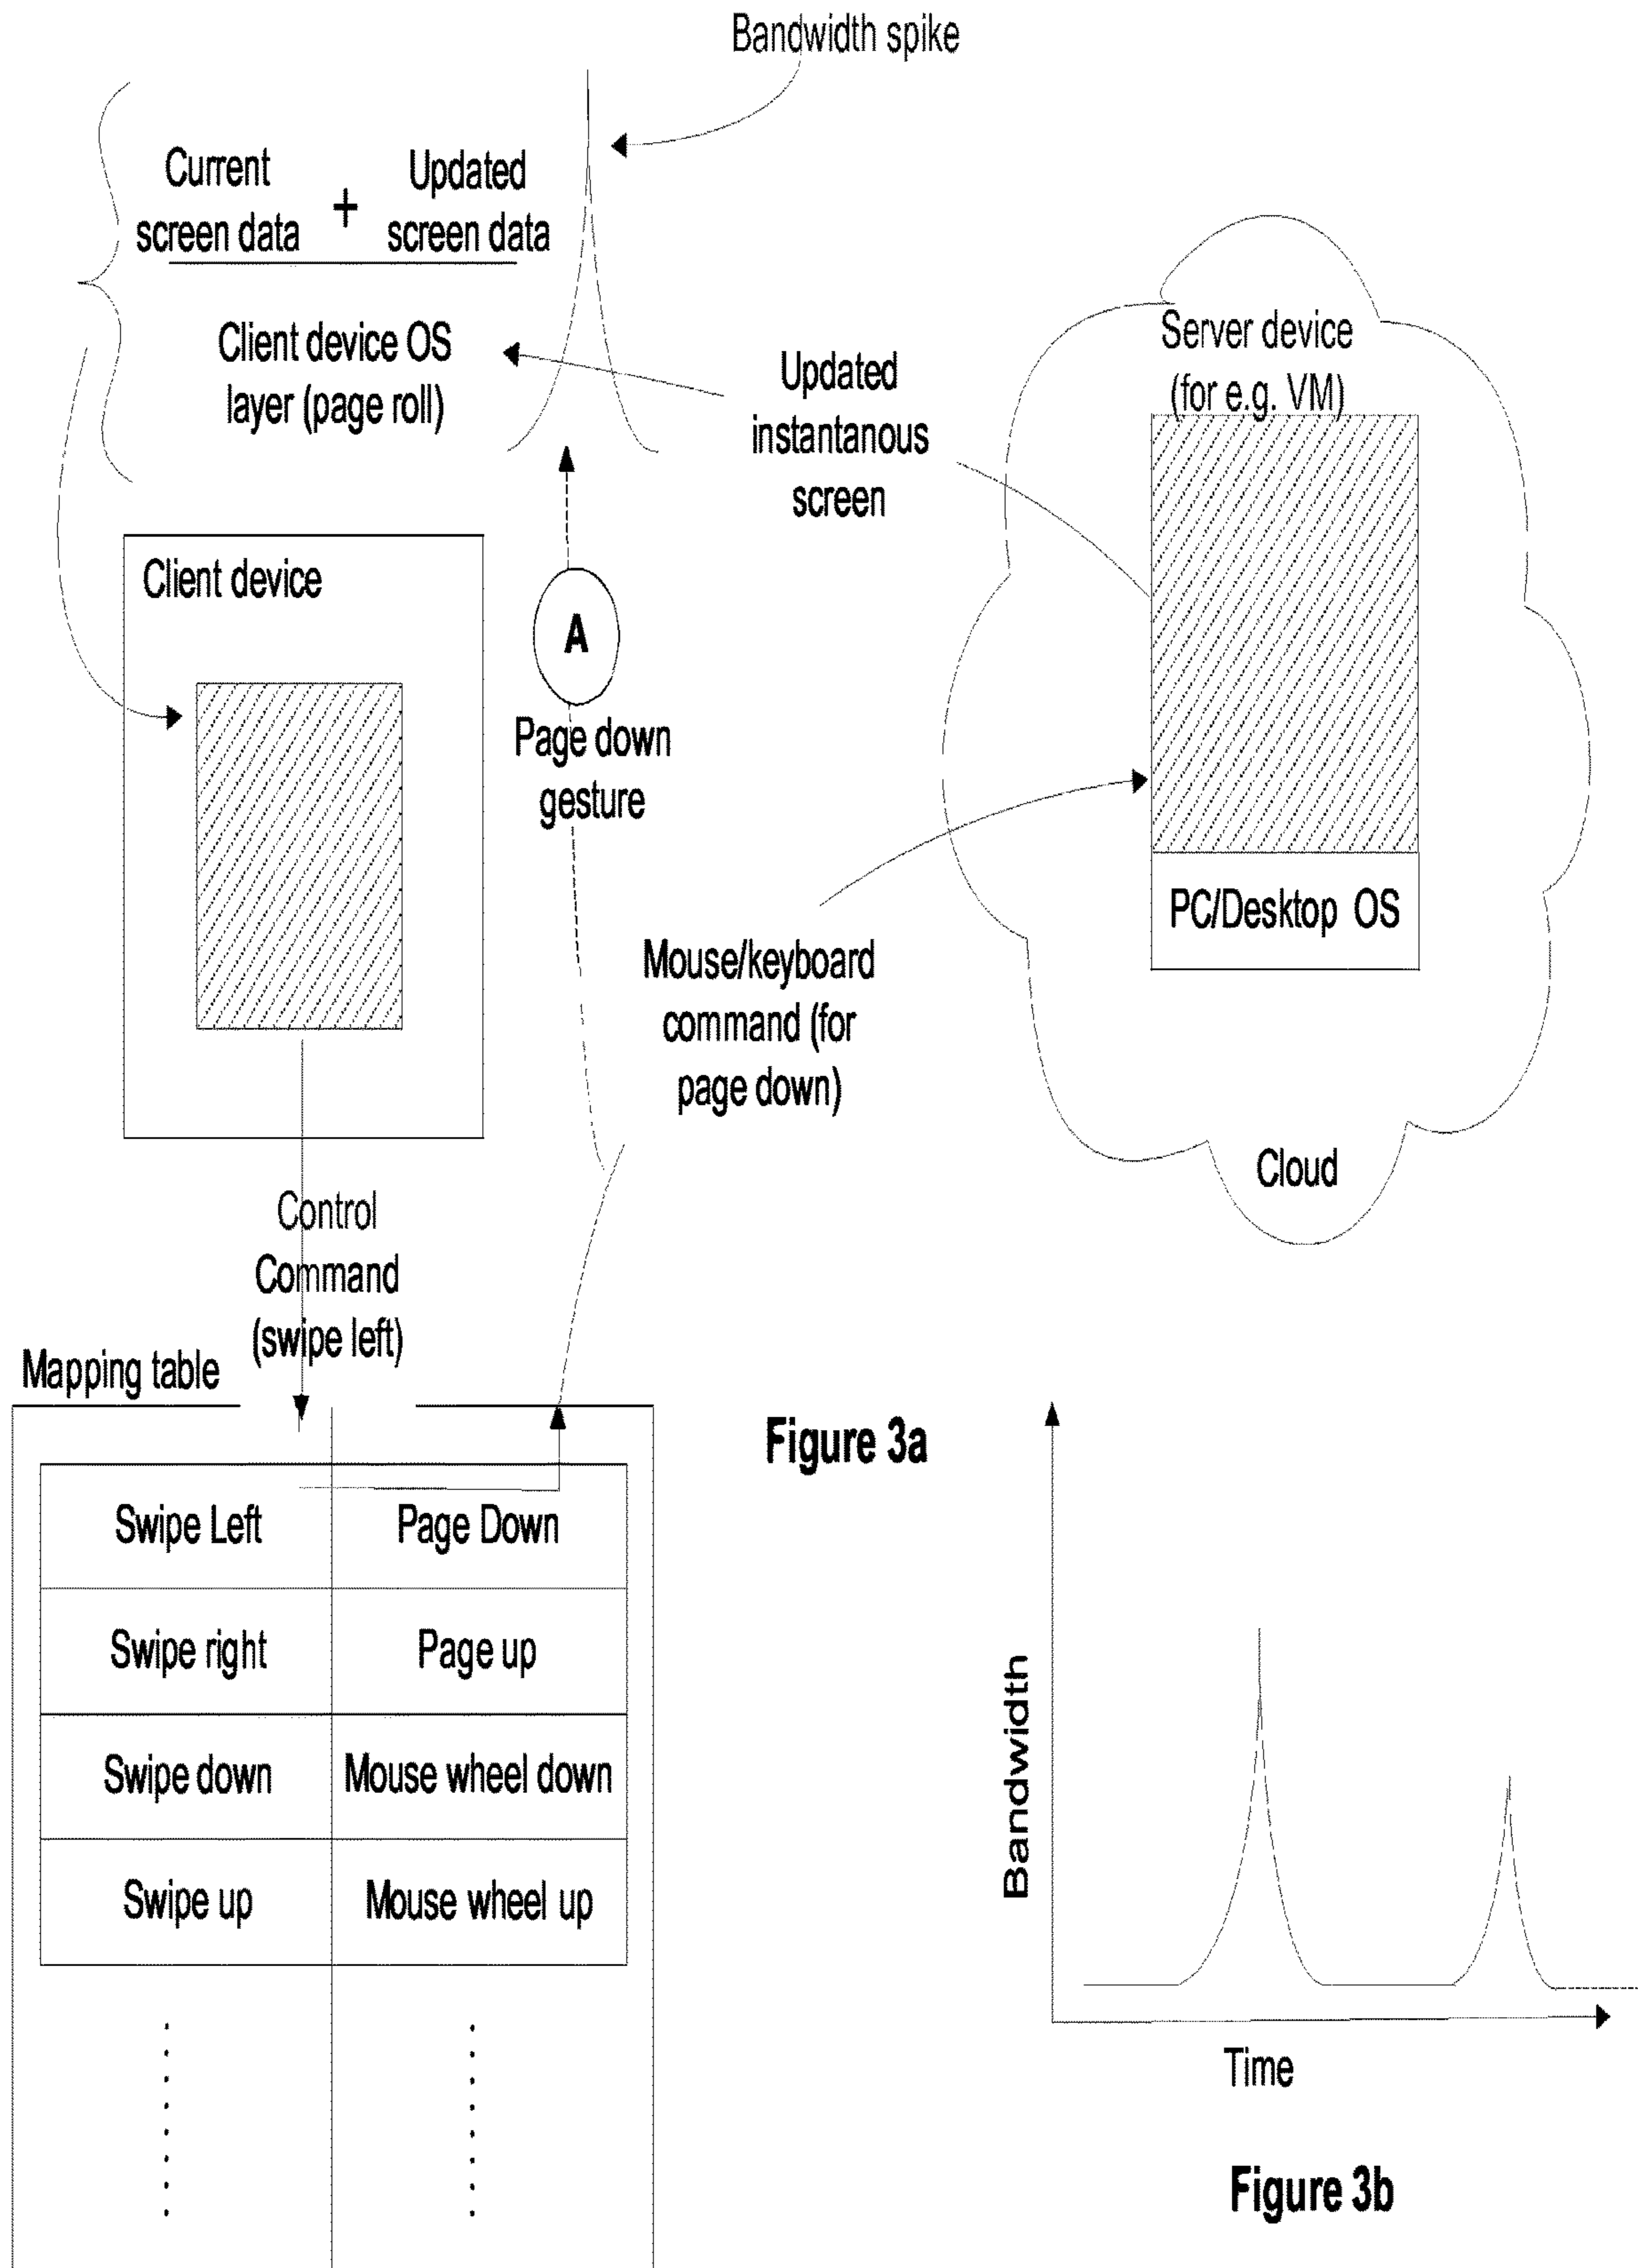 Bandwidth spike
Current
screen data
+
Updated
screen data
Client device OS
layer (page roll)
Updated
instantanous
screen
Server device
(for e.g. VM)
PC/Desktop OS
Cloud
Client device
A
Page down
gesture
Mouse/keyboard
command (for
page down)
Control
Command
(swipe left)
Mapping table
Swipe Left
Page Down
Swipe right
Page up
Swipe down
Mouse wheel down
Swipe up
Mouse wheel up
Figure 3a
Bandwidth
Time
Figure 3b